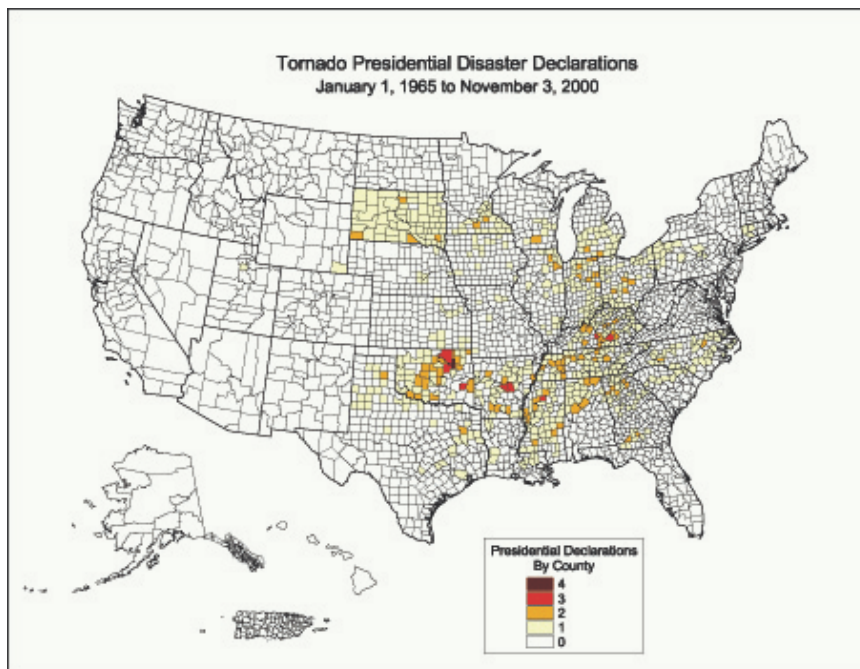 Tornado Presidential Disaster Declarations
January 1, 1965 to November 3, 2000
Presidential Declarations
By County
4
3
2
1
0